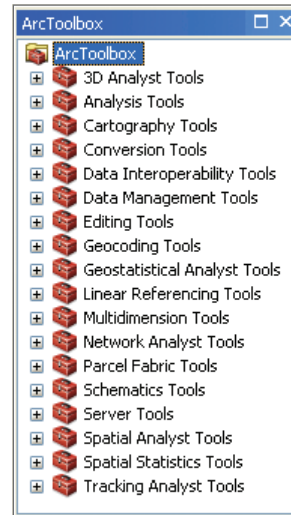 ArcToolbox
ArcToolbox
3D Analyst Tools
Analysis Tools
Cartography Tools
Conversion Tools
Data Interoperability Tools
Data Management Tools
Editing Tools
Geocoding Tools
Geostatistical Analyst Tools
Linear Referencing Tools
Multidimension Tools
Network Analyst Tools
Parcel Fabric Tools
Schematics Tools
Server Tools
Spatial Analyst Tools
Spatial Statistics Tools
Tracking Analyst Tools